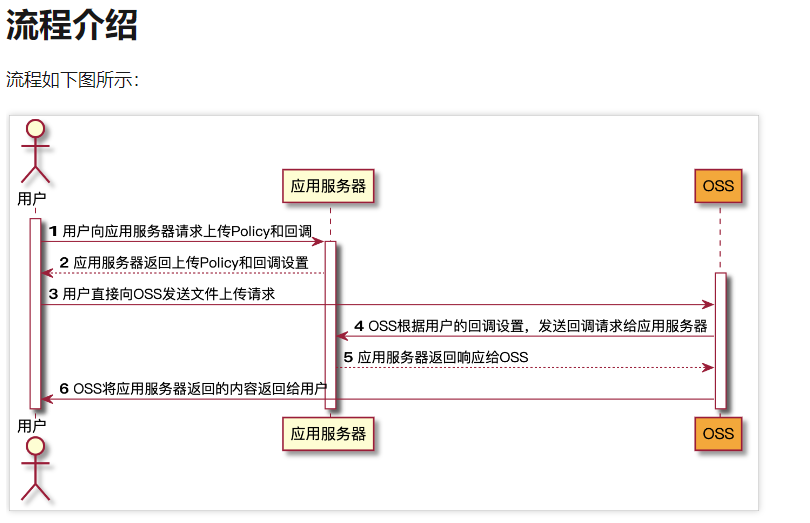 流程介绍
流程如下图所示：
用户
应用服务器
OSS
1 用户向应用服务器请求上传Policy和回调
2 应用服务器返回上传Policy和回调设置
3 用户直接向OSS发送文件上传请求
4 OSS根据用户的回调设置，发送回调请求给应用服务器
5 应用服务器返回响应给OSS
6 OSS将应用服务器返回的内容返回给用户
用户
应用服务器
OSS